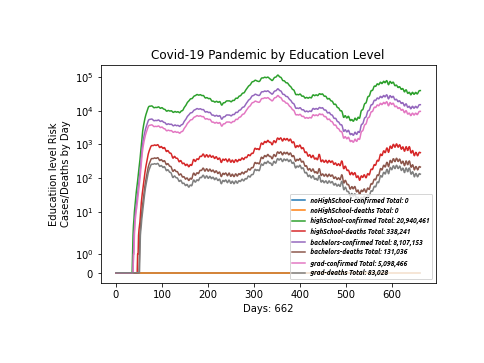 Covid-19 Pandemic by Education Level
Educatiion level Risk
Cases/Deaths by Day
10^5
10^4
10^3
10^2
10^1
10^0
0
0 100 200 300 400 500 600
Days: 662
noHighSchool-confirmed Total: 0
noHighSchool-deaths Total: 0
highSchool-confirmed Total: 20,940,461
highSchool-deaths Total: 338,241
bachelors-confirmed Total: 8,107,153
bachelors-deaths Total: 131,036
grad-confirmed Total: 5,098,466
grad-deaths Total: 83,028